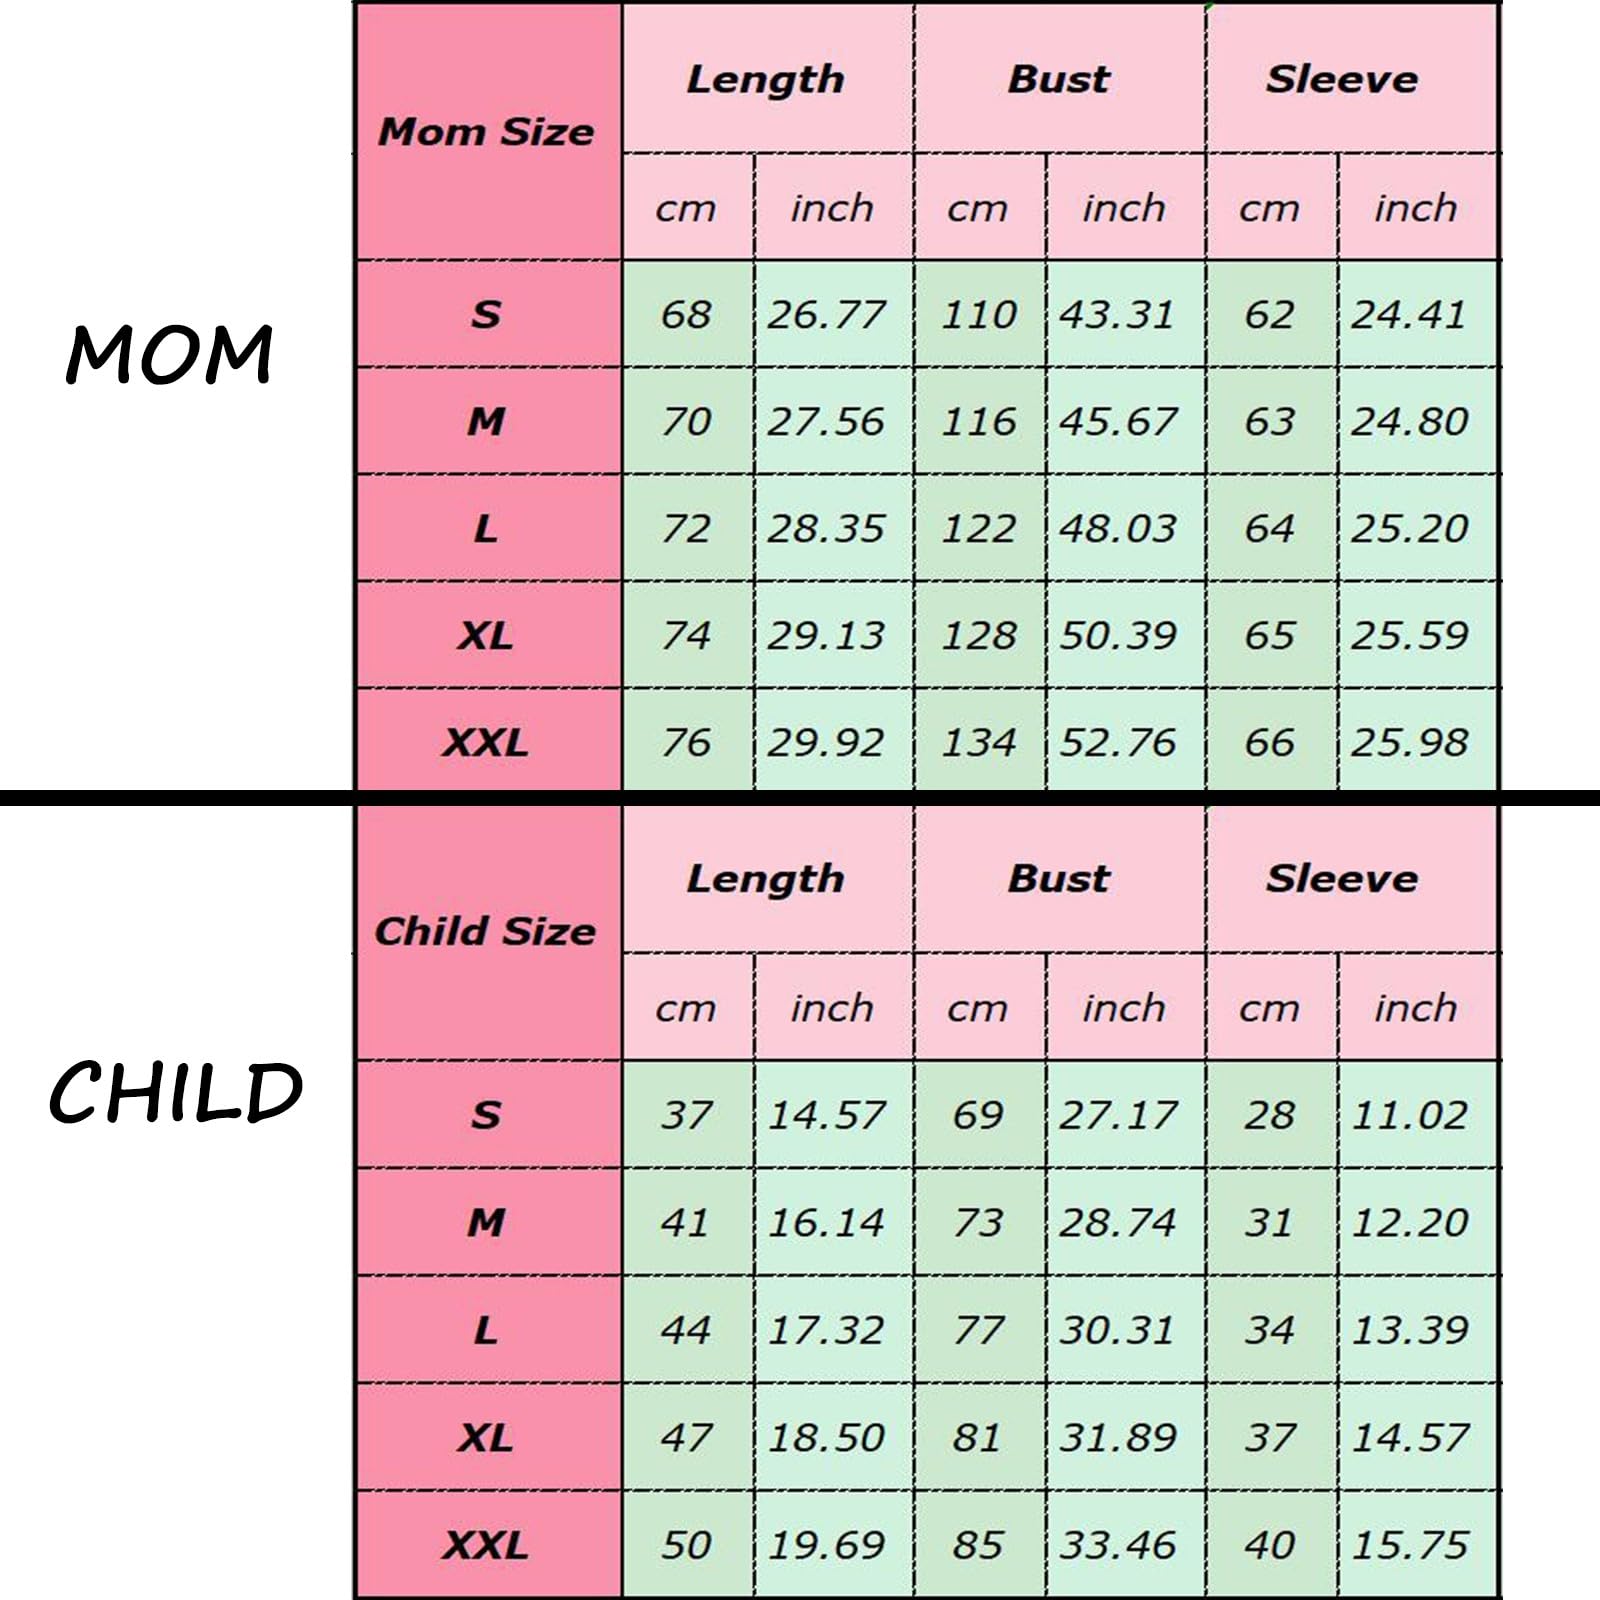 MOM
Mom Size Length Bust Sleeve
cm inch cm inch cm inch
S 68 26.77 110 43.31 62 24.41
M 70 27.56 116 45.67 63 24.80
L 72 28.35 122 48.03 64 25.20
XL 74 29.13 128 50.39 65 25.59
XXL 76 29.92 134 52.76 66 25.98
CHILD
Child Size Length Bust Sleeve
cm inch cm inch cm inch
S 37 14.57 69 27.17 28 11.02
M 41 16.14 73 28.74 31 12.20
L 44 17.32 77 30.31 34 13.39
XL 47 18.50 81 31.89 37 14.57
XXL 50 19.69 85 33.46 40 15.75